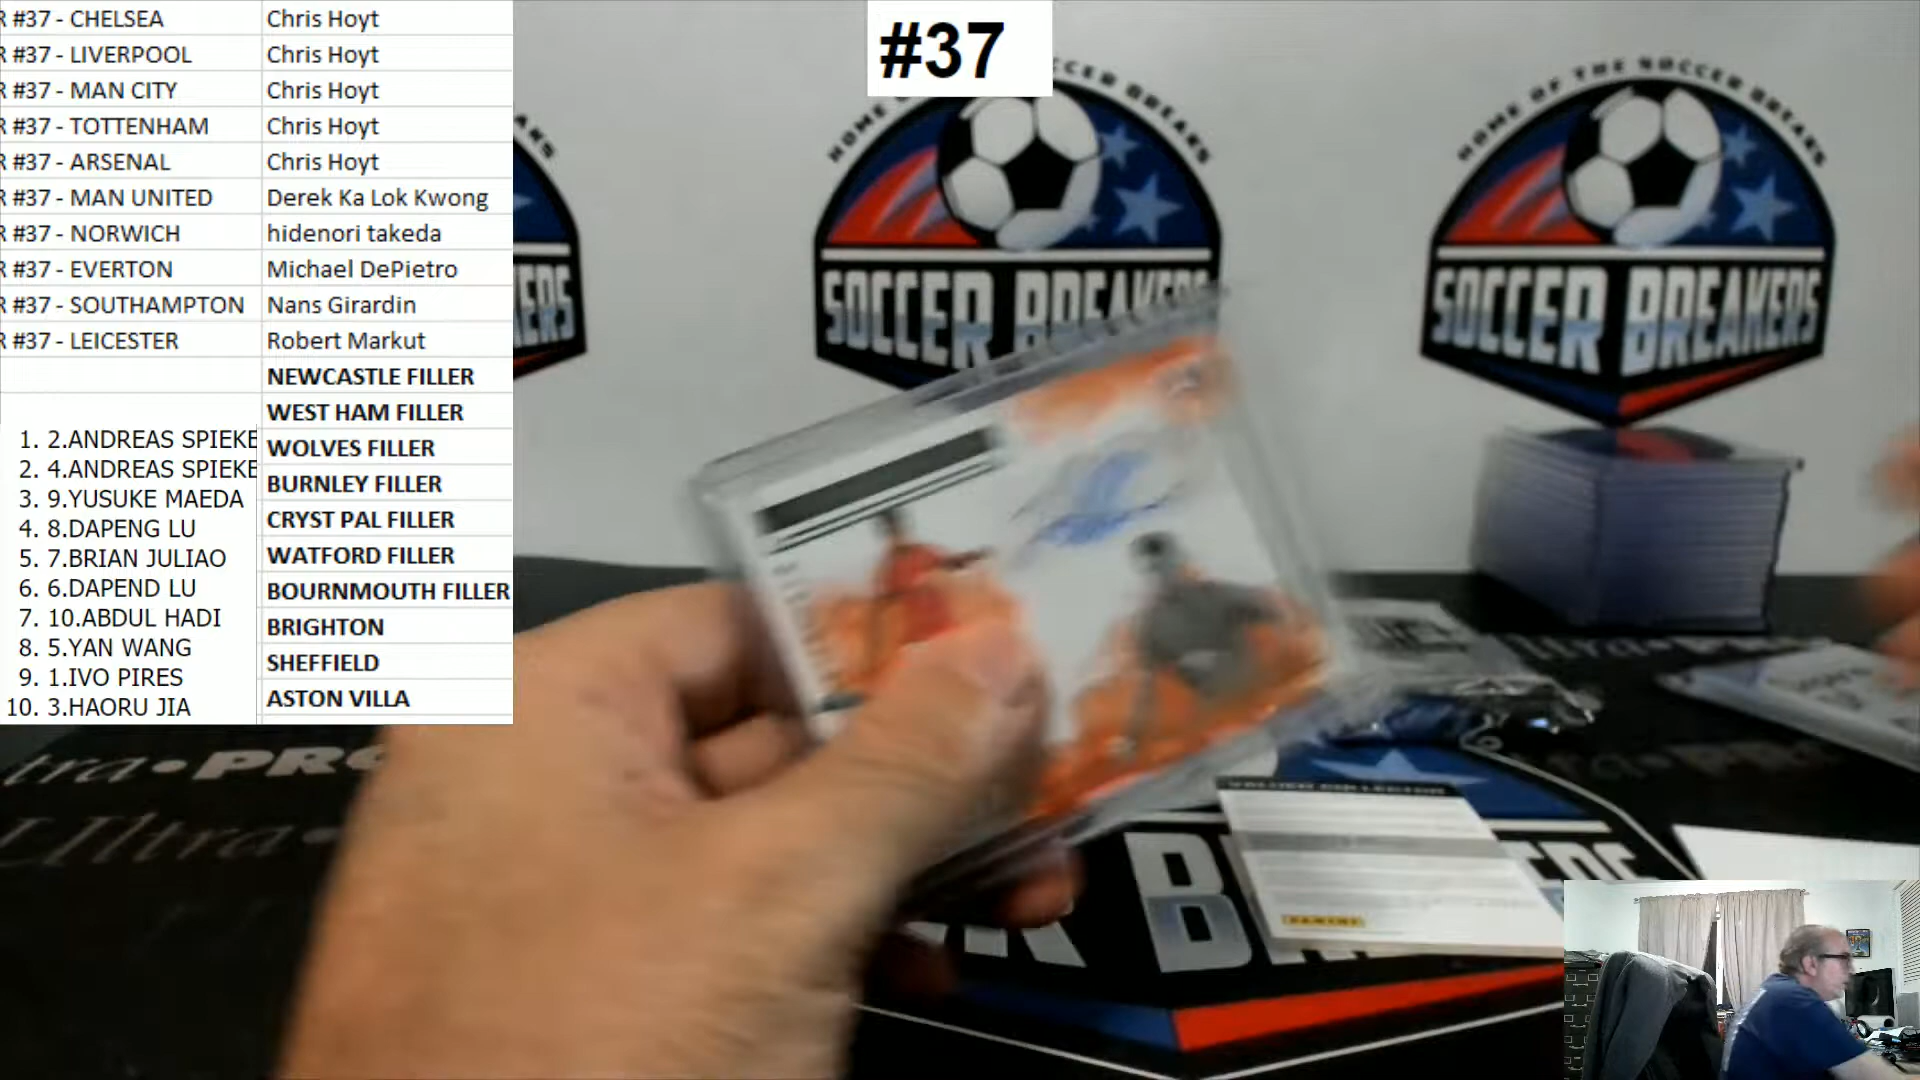 R #37 - CHELSEA Chris Hoyt
R #37 - LIVERPOOL Chris Hoyt
R #37 - MAN CITY Chris Hoyt
R #37 - TOTTENHAM Chris Hoyt
R #37 - ARSENAL Chris Hoyt
R #37 - MAN UNITED Derek Ka Lok Kwong
R #37 - NORWICH hidenori takeda
R #37 - EVERTON Michael DePietro
R #37 - SOUTHAMPTON Nans Girardin
R #37 - LEICESTER Robert Markut
NEWCASTLE FILLER
WEST HAM FILLER
WOLVES FILLER
BURNLEY FILLER
CRYST PAL FILLER
WATFORD FILLER
BOURNMOUTH FILLER
BRIGHTON
SHEFFIELD
ASTON VILLA
1. 2.ANDREAS SPIEKE
2. 4.ANDREAS SPIEKE
3. 9.YUSUKE MAEDA
4. 8.DAPENG LU
5. 7.BRIAN JULIAO
6. 6.DAPEND LU
7. 10.ABDUL HADI
8. 5.YAN WANG
9. 1.IVO PIRES
10. 3.HAORU JIA
#37
SOCCER BREAKERS
HOME OF THE SOCCER BREAKS
SOCCER BREAKERS
tra•PRO
Ultra•
PANINI